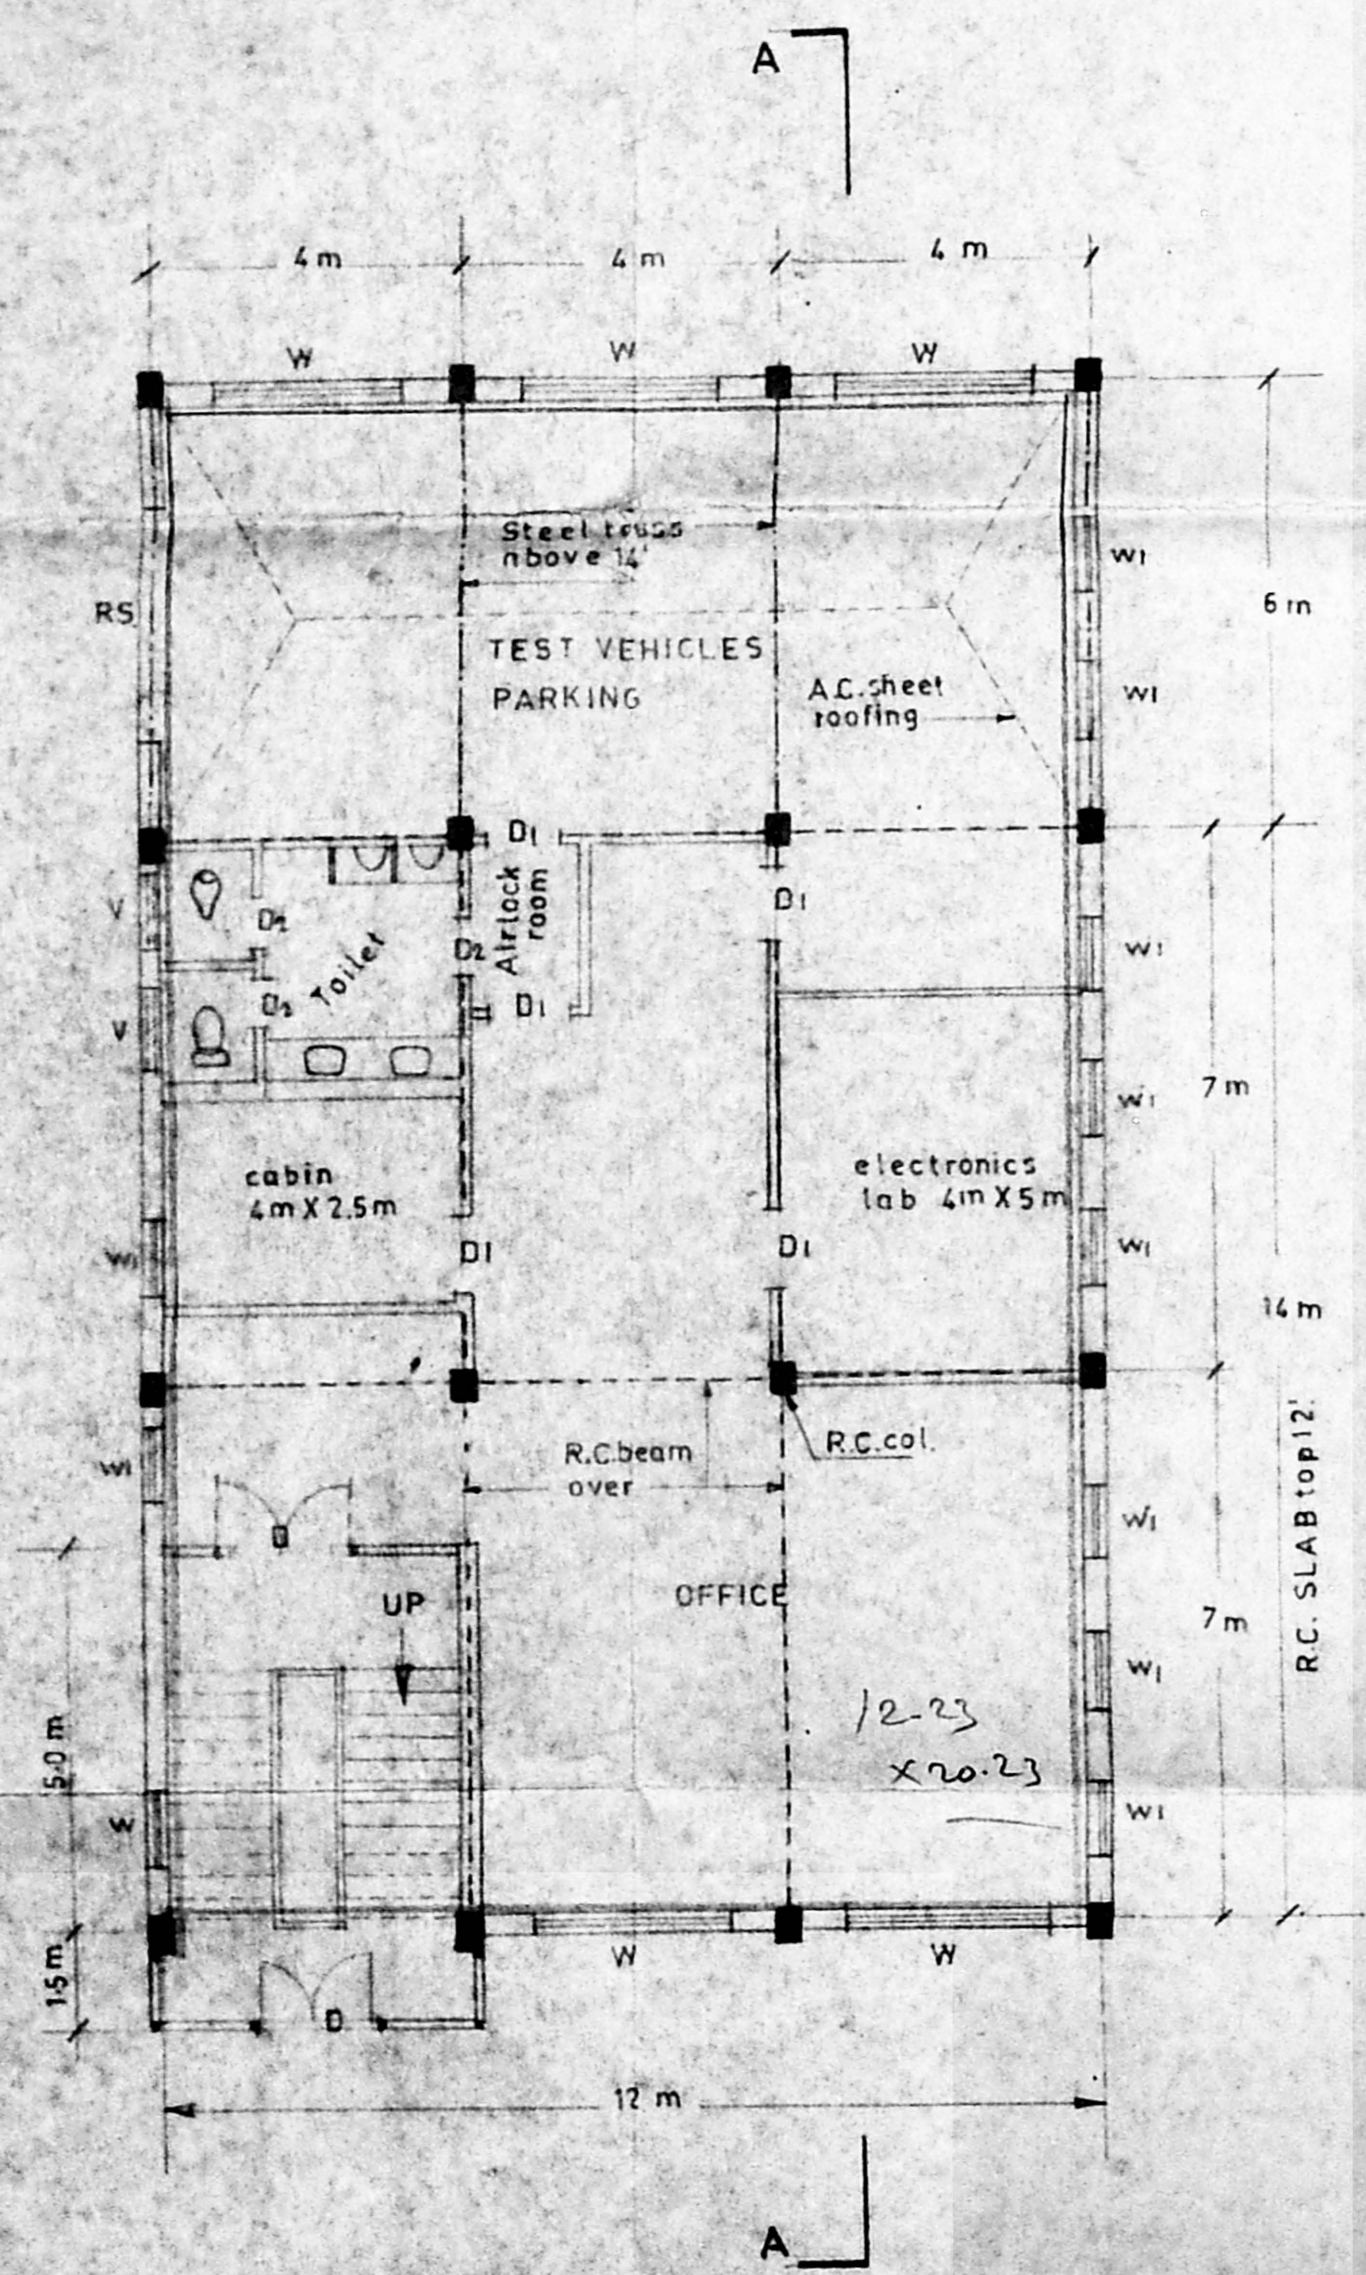 A
4 m
4 m
4 m
W
W
W
Steel truss
above 14'
W1
RS
6 m
TEST VEHICLES
PARKING
A.C. sheet
roofing
W1
D1
V
D2
Toilet
D2
Airlock
room
D1
W1
D2
D1
V
7 m
W1
cabin
4m X 2.5m
electronics
lab 4m X 5m
W1
D1
D1
W1
14 m
R.C. beam
over
R.C. col.
W1
W1
R.C. SLAB top 12'
D
UP
OFFICE
7 m
W1
12.23
X 20.23
5.0 m
W
W1
W
W
1.5 m
D
12 m
A